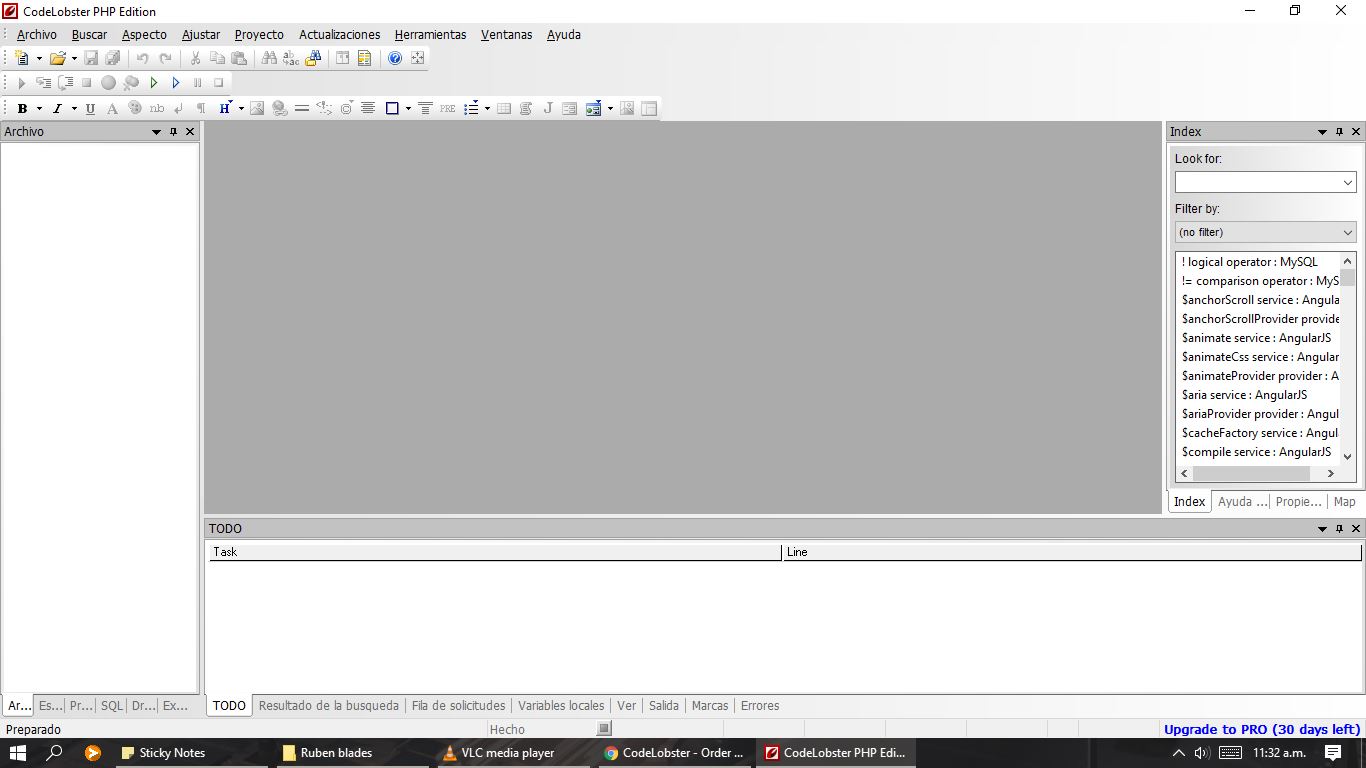 CodeLobster PHP Edition
Archivo Buscar Aspecto Ajustar Proyecto Actualizaciones Herramientas Ventanas Ayuda
B I U A nb ¶ H PRE J
Archivo
Index
Look for:
Filter by:
(no filter)
! logical operator : MySQL
!= comparison operator : MyS
$anchorScroll service : Angula
$anchorScrollProvider provide
$animate service : AngularJS
$animateCss service : Angular
$animateProvider provider : A
$aria service : AngularJS
$ariaProvider provider : Angul
$cacheFactory service : Angul
$compile service : AngularJS
Index Ayuda ... Propie... Map
TODO
Task Line
Ar... Es... Pr... SQL Dr... Ex...
TODO Resultado de la busqueda Fila de solicitudes Variables locales Ver Salida Marcas Errores
Preparado Hecho Upgrade to PRO (30 days left)
Sticky Notes Ruben blades VLC media player CodeLobster - Order ... CodeLobster PHP Edi... 11:32 a.m.